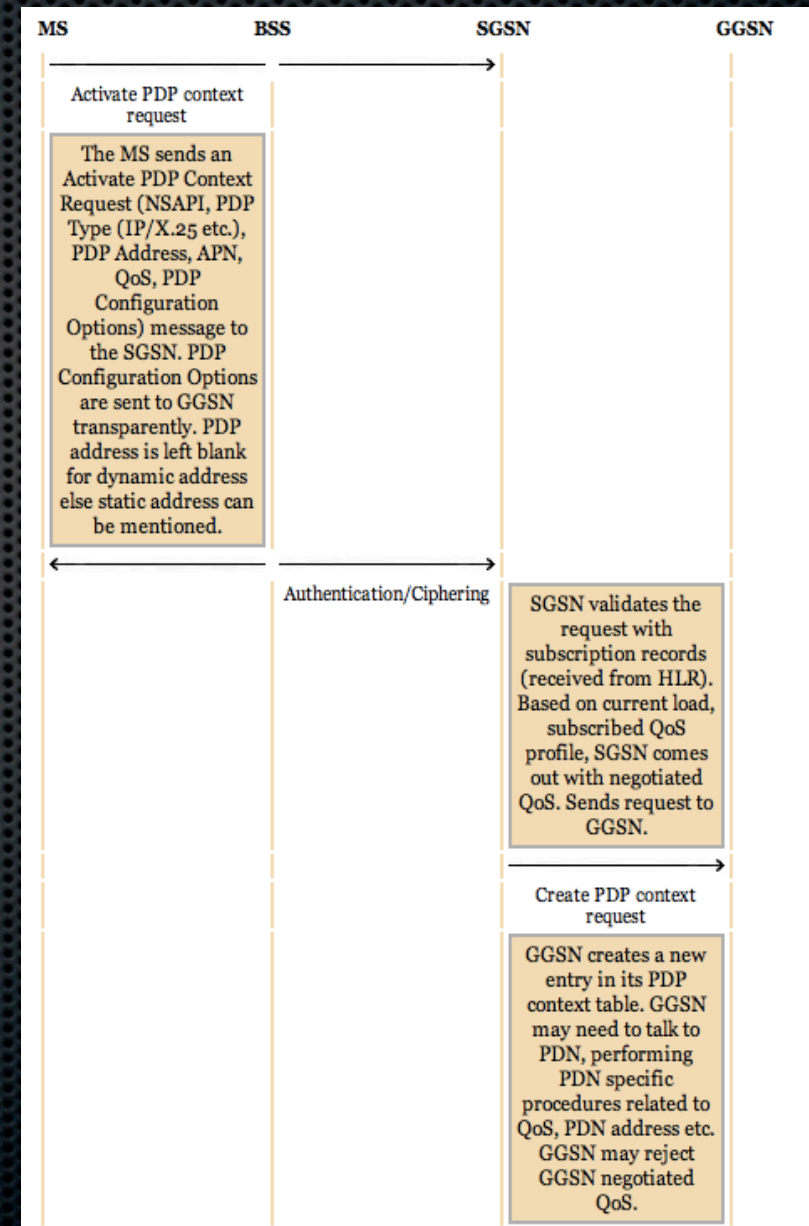 MS BSS SGSN GGSN
Activate PDP context
request
The MS sends an
Activate PDP Context
Request (NSAPI, PDP
Type (IP/X.25 etc.),
PDP Address, APN,
QoS, PDP
Configuration
Options) message to
the SGSN. PDP
Configuration Options
are sent to GGSN
transparently. PDP
address is left blank
for dynamic address
else static address can
be mentioned.
Authentication/Ciphering
SGSN validates the
request with
subscription records
(received from HLR).
Based on current load,
subscribed QoS
profile, SGSN comes
out with negotiated
QoS. Sends request to
GGSN.
Create PDP context
request
GGSN creates a new
entry in its PDP
context table. GGSN
may need to talk to
PDN, performing
PDN specific
procedures related to
QoS, PDN address etc.
GGSN may reject
GGSN negotiated
QoS.